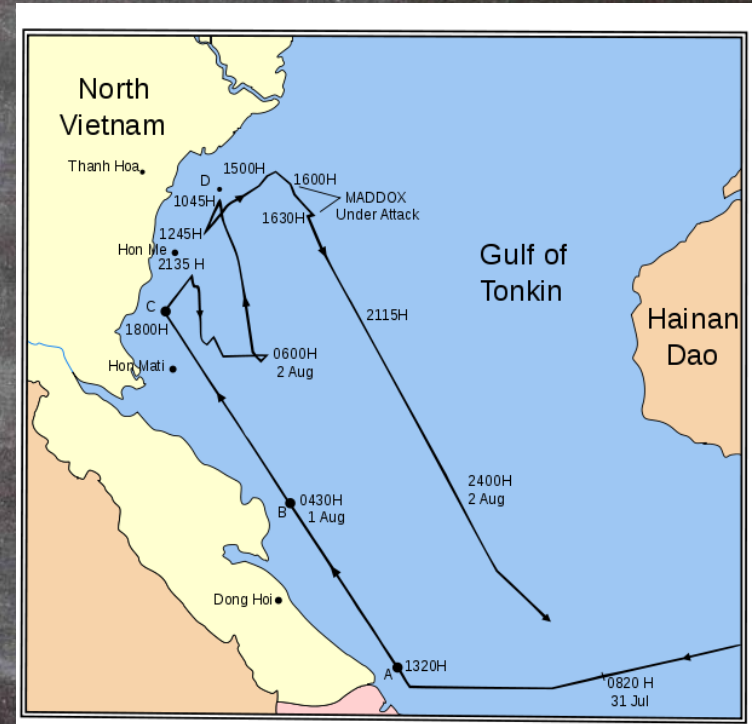 North
Vietnam
Thanh Hoa
D
1500H
1600H
1045H
MADDOX
Under Attack
1630H
1245H
Hon Me
2135 H
Gulf of
Tonkin
C
1800H
2115H
Hainan
Dao
Hon Mati
0600H
2 Aug
2400H
2 Aug
B
0430H
1 Aug
Dong Hoi
A
1320H
0820 H
31 Jul